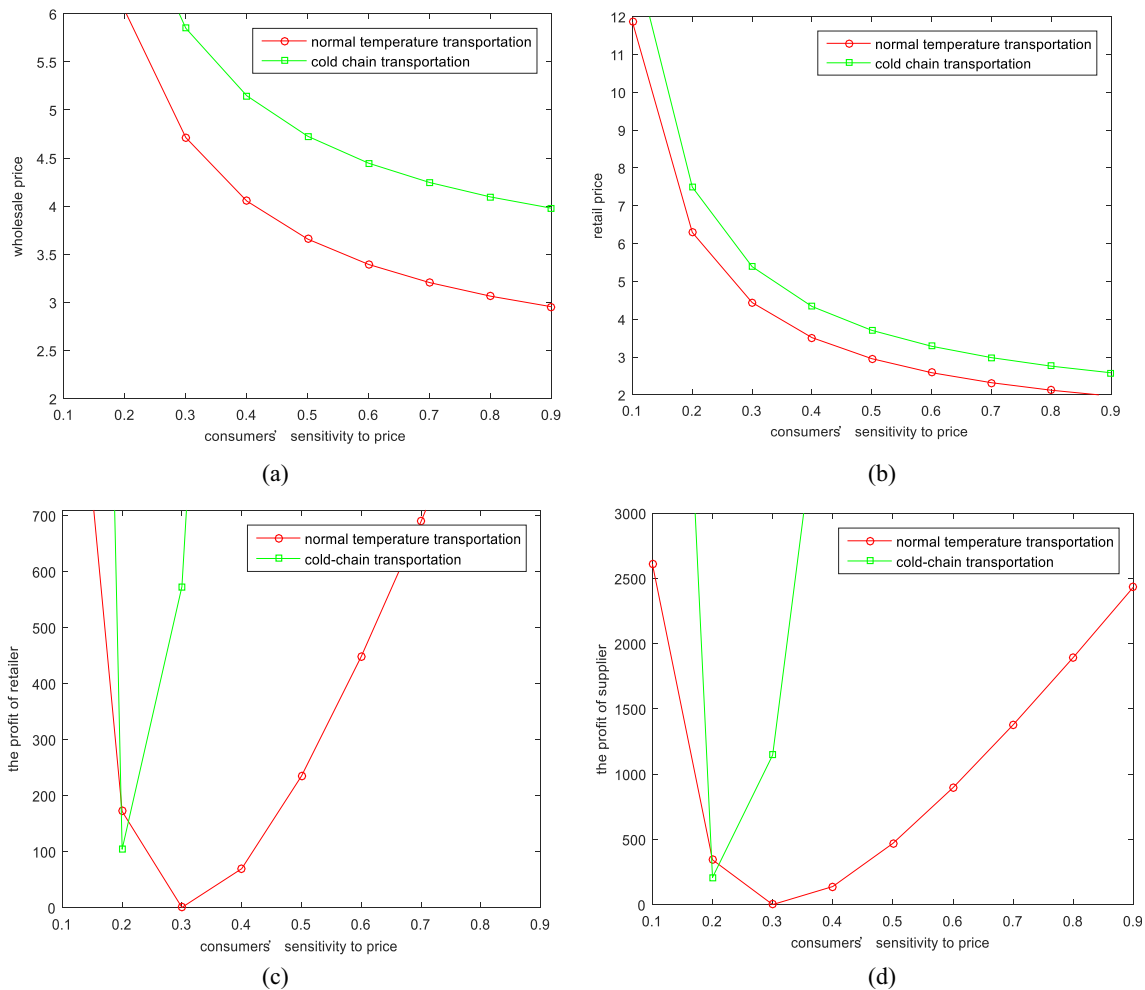 6
5.5
5
4.5
4
3.5
3
2.5
2
wholesale price
normal temperature transportation
cold chain transportation
0.1 0.2 0.3 0.4 0.5 0.6 0.7 0.8 0.9
consumers' sensitivity to price
(a)
12
11
10
9
8
7
6
5
4
3
2
retail price
normal temperature transportation
cold chain transportation
0.1 0.2 0.3 0.4 0.5 0.6 0.7 0.8 0.9
consumers' sensitivity to price
(b)
700
600
500
400
300
200
100
0
the profit of retailer
normal temperature transportation
cold-chain transportation
0.1 0.2 0.3 0.4 0.5 0.6 0.7 0.8 0.9
consumers' sensitivity to price
(c)
3000
2500
2000
1500
1000
500
0
the profit of supplier
normal temperature transportation
cold-chain transportation
0.1 0.2 0.3 0.4 0.5 0.6 0.7 0.8 0.9
consumers' sensitivity to price
(d)